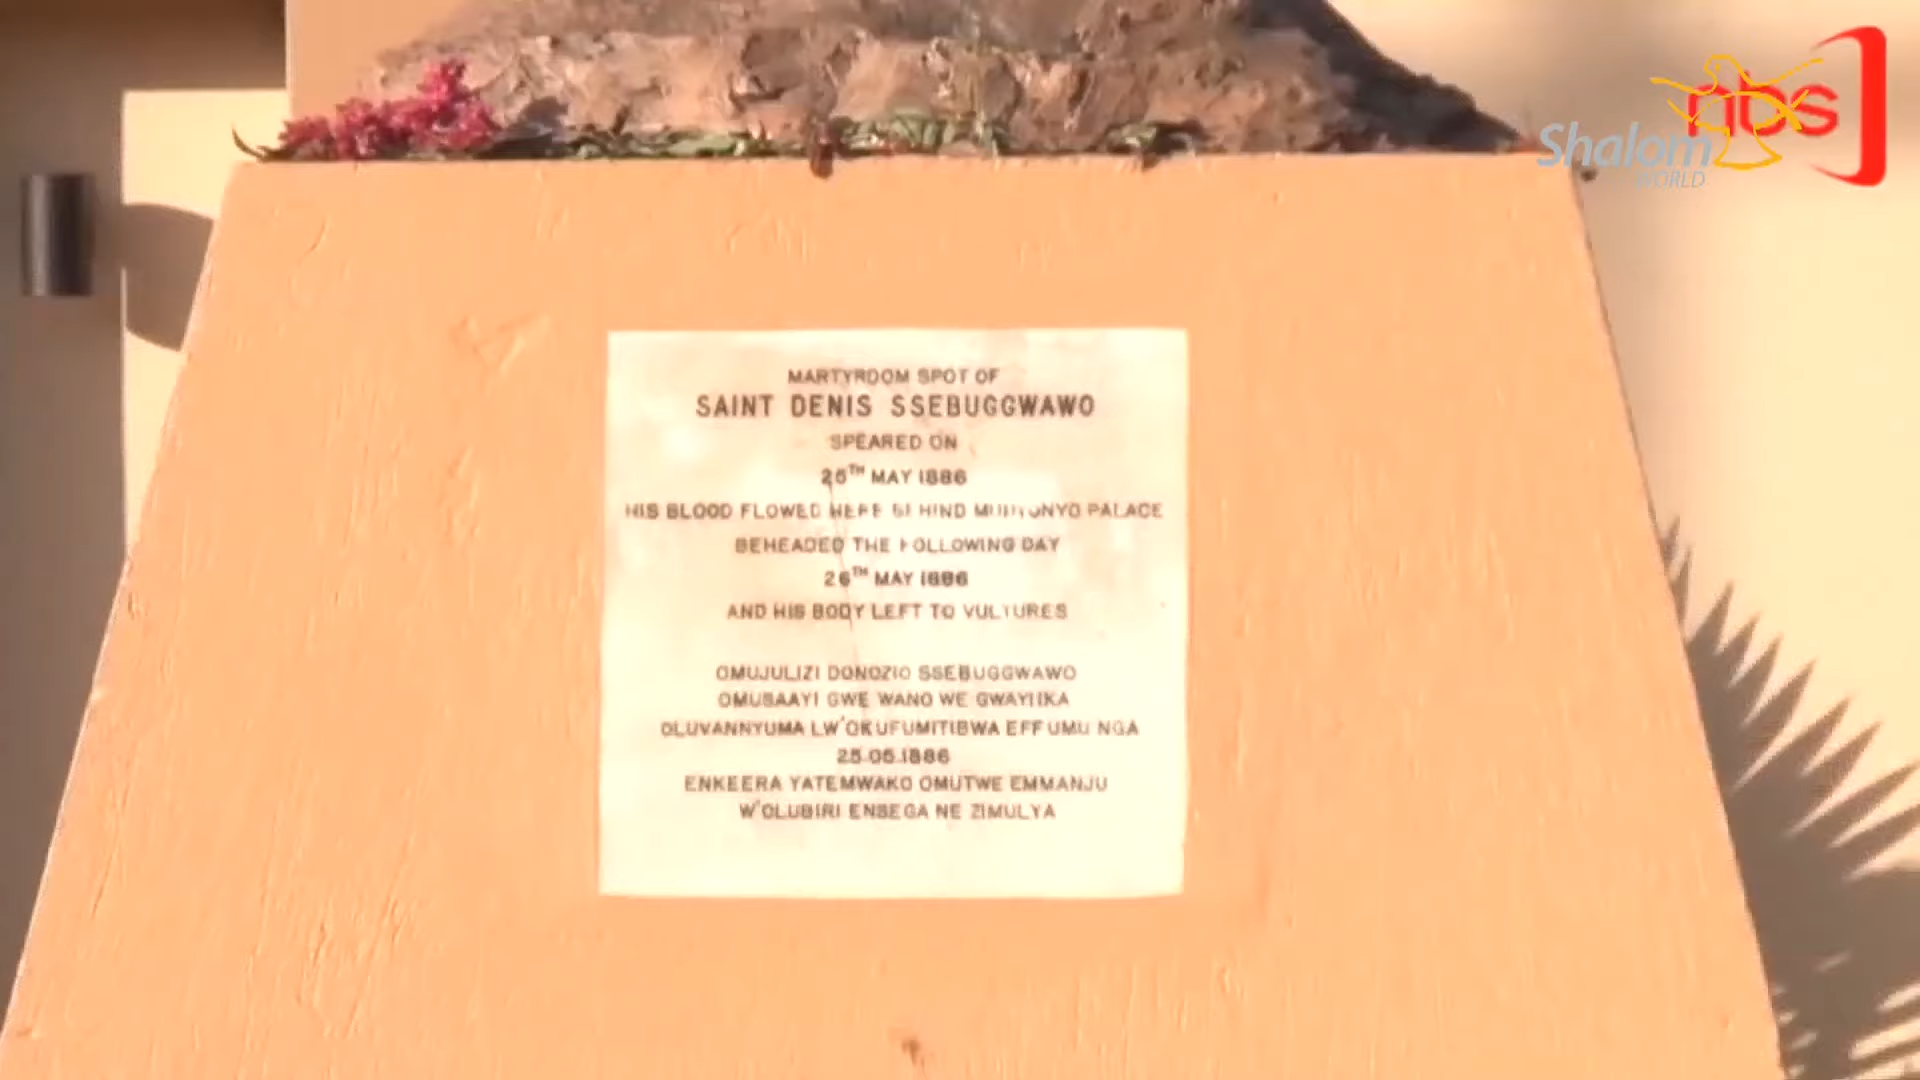 nbs
Shalom
WORLD
MARTYRDOM SPOT OF
SAINT DENIS SSEBUGGWAWO
SPEARED ON
25TH MAY 1886
HIS BLOOD FLOWED HERE BEHIND MUNYONYO PALACE
BEHEADED THE FOLLOWING DAY
26TH MAY 1886
AND HIS BODY LEFT TO VULTURES
OMUJULIZI DONOZIO SSEBUGGWAWO
OMUSAAYI GWE WANO WE GWAYIIKA
OLUVANNYUMA LW'OKUFUMITIBWA EFFUMU NGA
25.05.1886
ENKEERA YATEMWAKO OMUTWE EMMANJU
W'OLUBIRI ENSEGA NE ZIMULYA